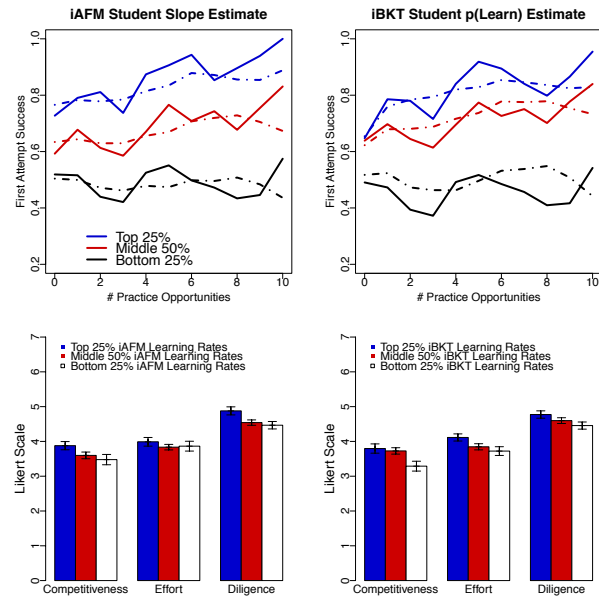 iAFM Student Slope Estimate
First Attempt Success
1.0
0.8
0.6
0.4
0.2
Top 25%
Middle 50%
Bottom 25%
0 2 4 6 8 10
# Practice Opportunities
iBKT Student p(Learn) Estimate
First Attempt Success
1.0
0.8
0.6
0.4
0.2
0 2 4 6 8 10
# Practice Opportunities
Likert Scale
7
6
5
4
3
2
1
0
Top 25% iAFM Learning Rates
Middle 50% iAFM Learning Rates
Bottom 25% iAFM Learning Rates
Competitiveness Effort Diligence
Likert Scale
7
6
5
4
3
2
1
0
Top 25% iBKT Learning Rates
Middle 50% iBKT Learning Rates
Bottom 25% iBKT Learning Rates
Competitiveness Effort Diligence